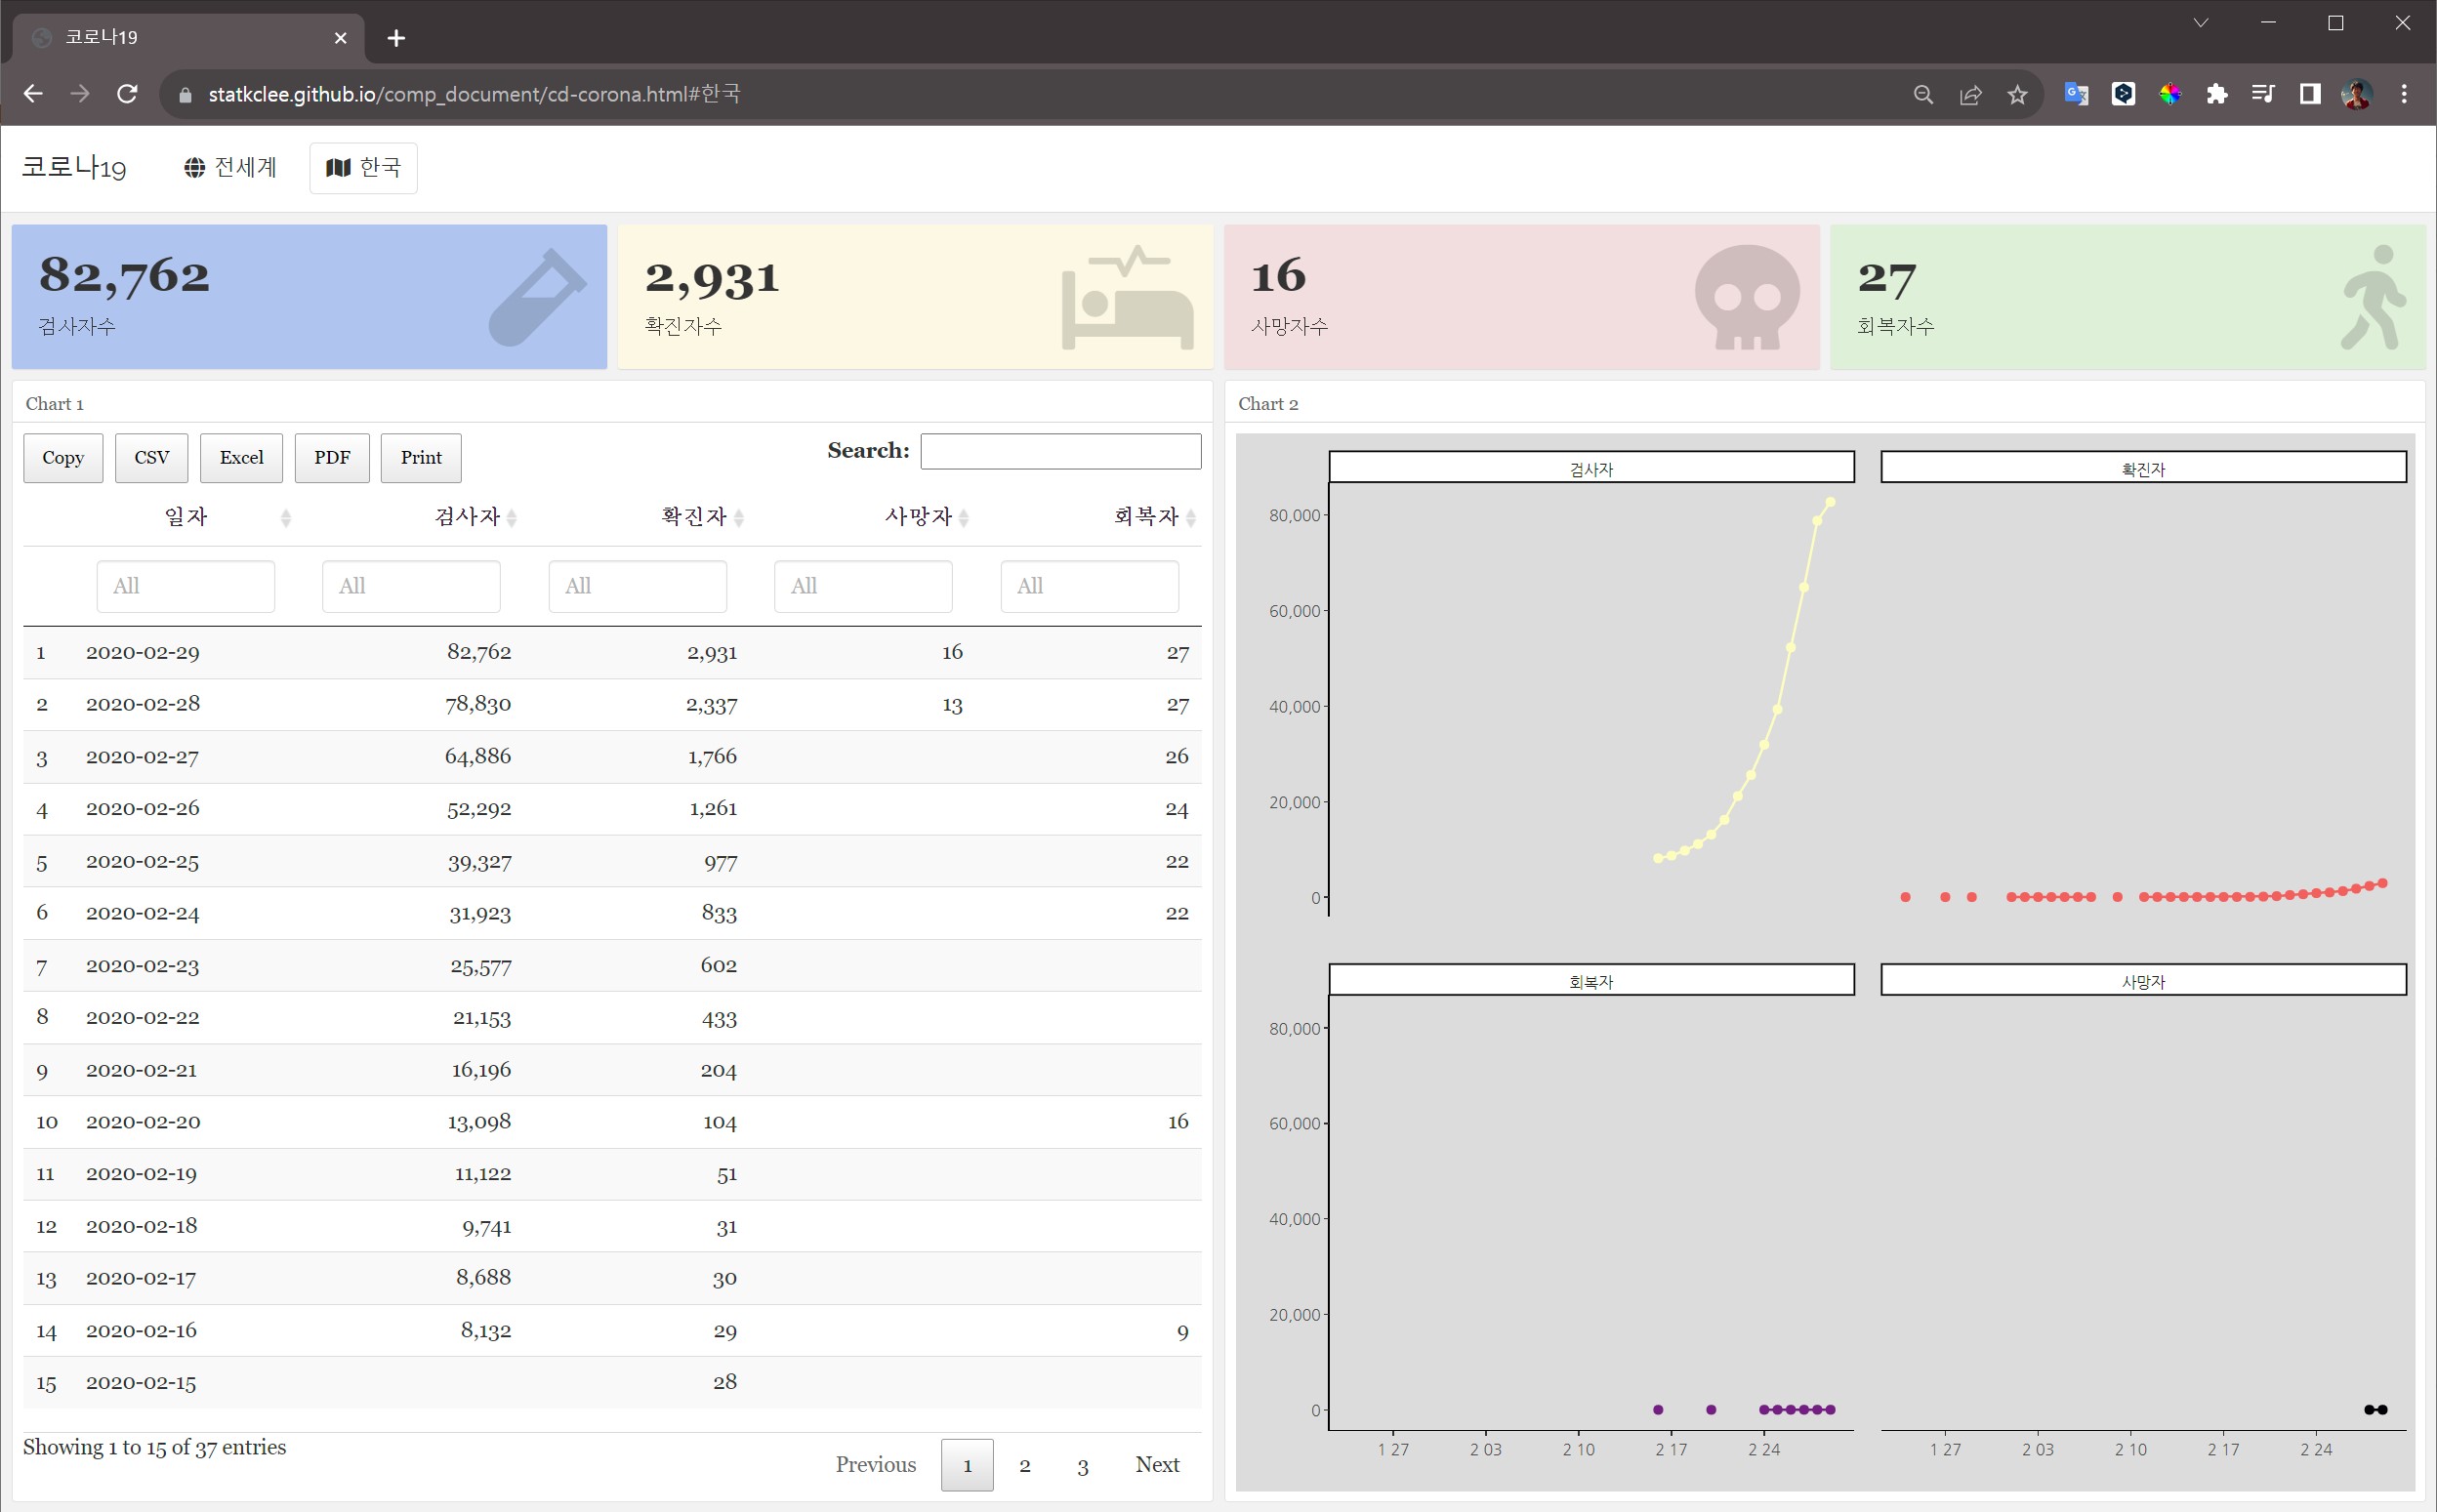 코로나19
statkclee.github.io/comp_document/cd-corona.html#한국
코로나19 전세계 한국
82,762
검사자수
2,931
확진자수
16
사망자수
27
회복자수
Chart 1
Copy CSV Excel PDF Print Search:
일자 검사자 확진자 사망자 회복자
All All All All All
1 2020-02-29 82,762 2,931 16 27
2 2020-02-28 78,830 2,337 13 27
3 2020-02-27 64,886 1,766 26
4 2020-02-26 52,292 1,261 24
5 2020-02-25 39,327 977 22
6 2020-02-24 31,923 833 22
7 2020-02-23 25,577 602
8 2020-02-22 21,153 433
9 2020-02-21 16,196 204
10 2020-02-20 13,098 104 16
11 2020-02-19 11,122 51
12 2020-02-18 9,741 31
13 2020-02-17 8,688 30
14 2020-02-16 8,132 29 9
15 2020-02-15 28
Showing 1 to 15 of 37 entries
Previous 1 2 3 Next
Chart 2
검사자 확진자
80,000
60,000
40,000
20,000
0
회복자 사망자
80,000
60,000
40,000
20,000
0
1 27 2 03 2 10 2 17 2 24 1 27 2 03 2 10 2 17 2 24